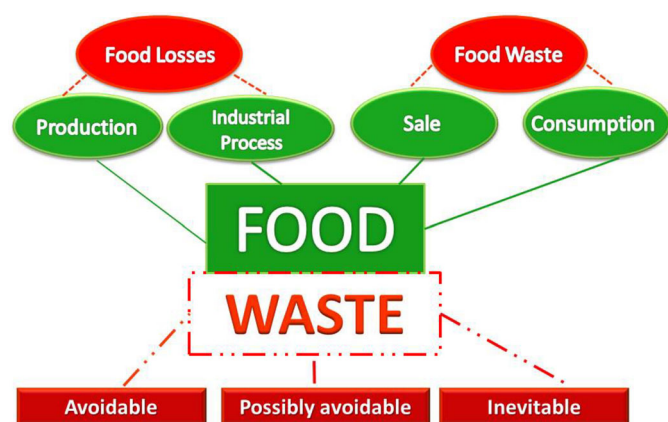 Food Losses
Food Waste
Production
Industrial
Process
Sale
Consumption
FOOD
WASTE
Avoidable
Possibly avoidable
Inevitable